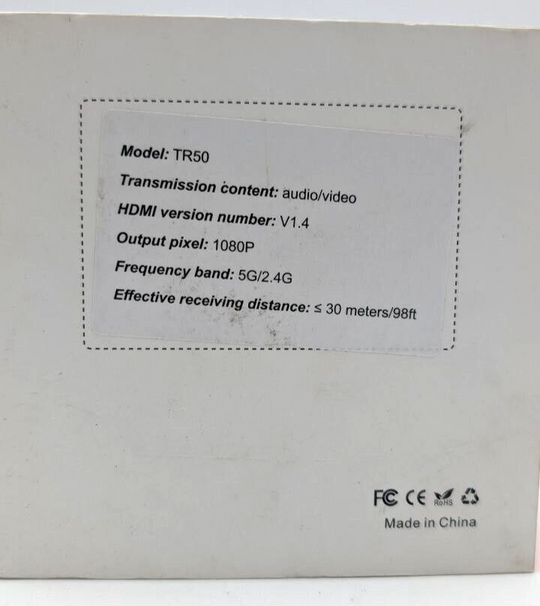 Model: TR50
Transmission content: audio/video
HDMI version number: V1.4
Output pixel: 1080P
Frequency band: 5G/2.4G
Effective receiving distance: ≤ 30 meters/98ft
FC CE RoHS
Made in China